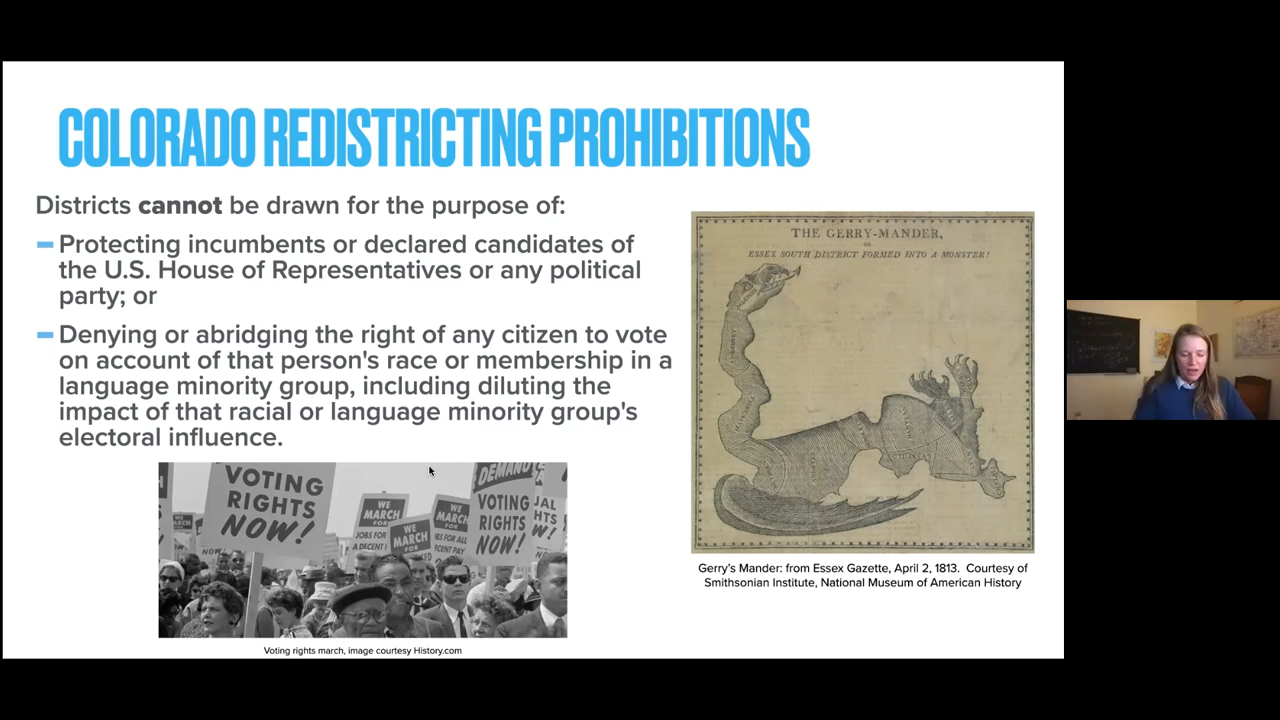 COLORADO REDISTRICTING PROHIBITIONS
Districts cannot be drawn for the purpose of:
Protecting incumbents or declared candidates of
the U.S. House of Representatives or any political
party; or
Denying or abridging the right of any citizen to vote
on account of that person's race or membership in a
language minority group, including diluting the
impact of that racial or language minority group's
electoral influence.
VOTING
RIGHTS
NOW!
WE
MARCH
FOR
JOBS FOR
A DECENT
WE
MARCH
WE
MARCH
FOR
DEMAND
VOTING
RIGHTS
NOW!
Voting rights march, image courtesy History.com
THE GERRY-MANDER,
OR
ESSEX SOUTH DISTRICT FORMED INTO A MONSTER!
Gerry's Mander: from Essex Gazette, April 2, 1813. Courtesy of
Smithsonian Institute, National Museum of American History